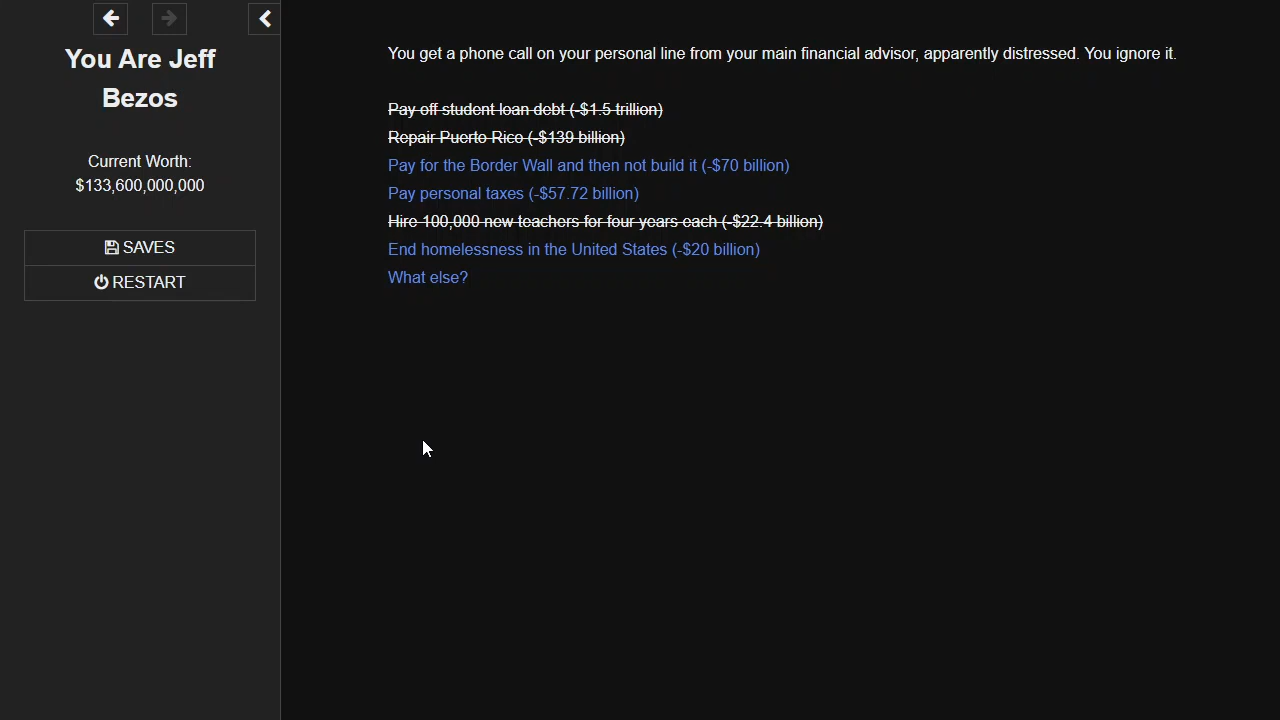 You Are Jeff
Bezos
Current Worth:
$133,600,000,000
SAVES
RESTART
You get a phone call on your personal line from your main financial advisor, apparently distressed. You ignore it.
Pay off student loan debt (-$1.5 trillion)
Repair Puerto Rico (-$139 billion)
Pay for the Border Wall and then not build it (-$70 billion)
Pay personal taxes (-$57.72 billion)
Hire 100,000 new teachers for four years each (-$22.4 billion)
End homelessness in the United States (-$20 billion)
What else?